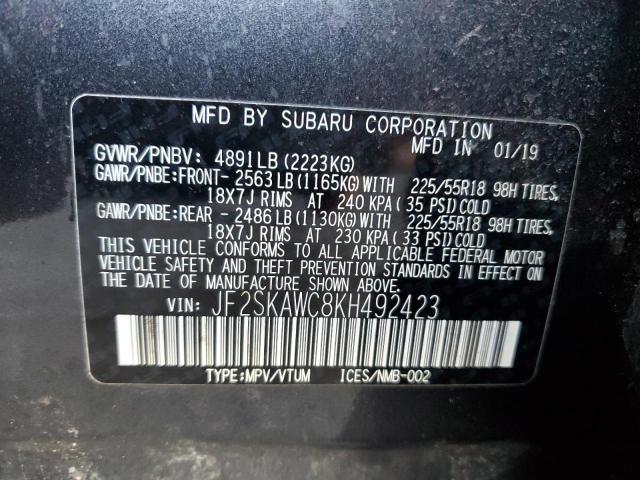 MFD BY SUBARU CORPORATION
MFD IN 01/19
GVWR/PNBV: 4891LB (2223KG)
GAWR/PNBE:FRONT- 2563LB (1165KG)WITH 225/55R18 98H TIRES,
18X7J RIMS AT 240 KPA ( 35 PSI)COLD
GAWR/PNBE:REAR - 2486LB (1130KG)WITH 225/55R18 98H TIRES,
18X7J RIMS AT 230 KPA ( 33 PSI)COLD
THIS VEHICLE CONFORMS TO ALL APPLICABLE FEDERAL MOTOR
VEHICLE SAFETY AND THEFT PREVENTION STANDARDS IN EFFECT ON
THE DATE OF MANUFACTURE SHOWN ABOVE.
VIN: JF2SKAWC8KH492423
TYPE:MPV/VTUM ICES/NMB-002